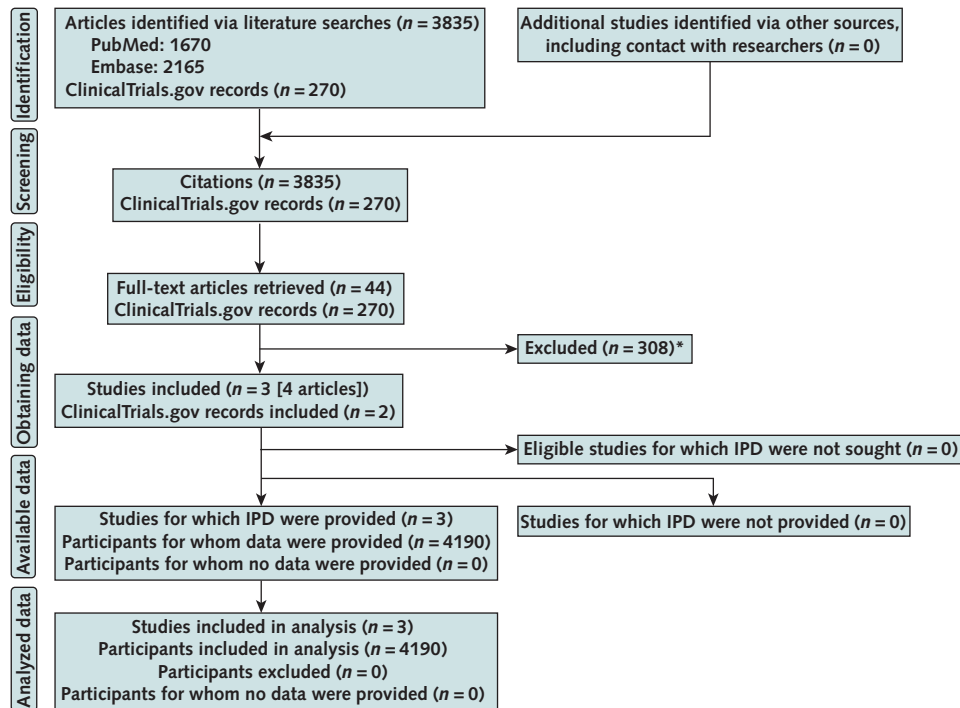 Identification
Articles identified via literature searches (n = 3835)
PubMed: 1670
Embase: 2165
ClinicalTrials.gov records (n = 270)
Additional studies identified via other sources,
including contact with researchers (n = 0)
Screening
Citations (n = 3835)
ClinicalTrials.gov records (n = 270)
Eligibility
Full-text articles retrieved (n = 44)
ClinicalTrials.gov records (n = 270)
Excluded (n = 308)*
Obtaining data
Studies included (n = 3 [4 articles])
ClinicalTrials.gov records included (n = 2)
Eligible studies for which IPD were not sought (n = 0)
Available data
Studies for which IPD were provided (n = 3)
Participants for whom data were provided (n = 4190)
Participants for whom no data were provided (n = 0)
Studies for which IPD were not provided (n = 0)
Analyzed data
Studies included in analysis (n = 3)
Participants included in analysis (n = 4190)
Participants excluded (n = 0)
Participants for whom no data were provided (n = 0)